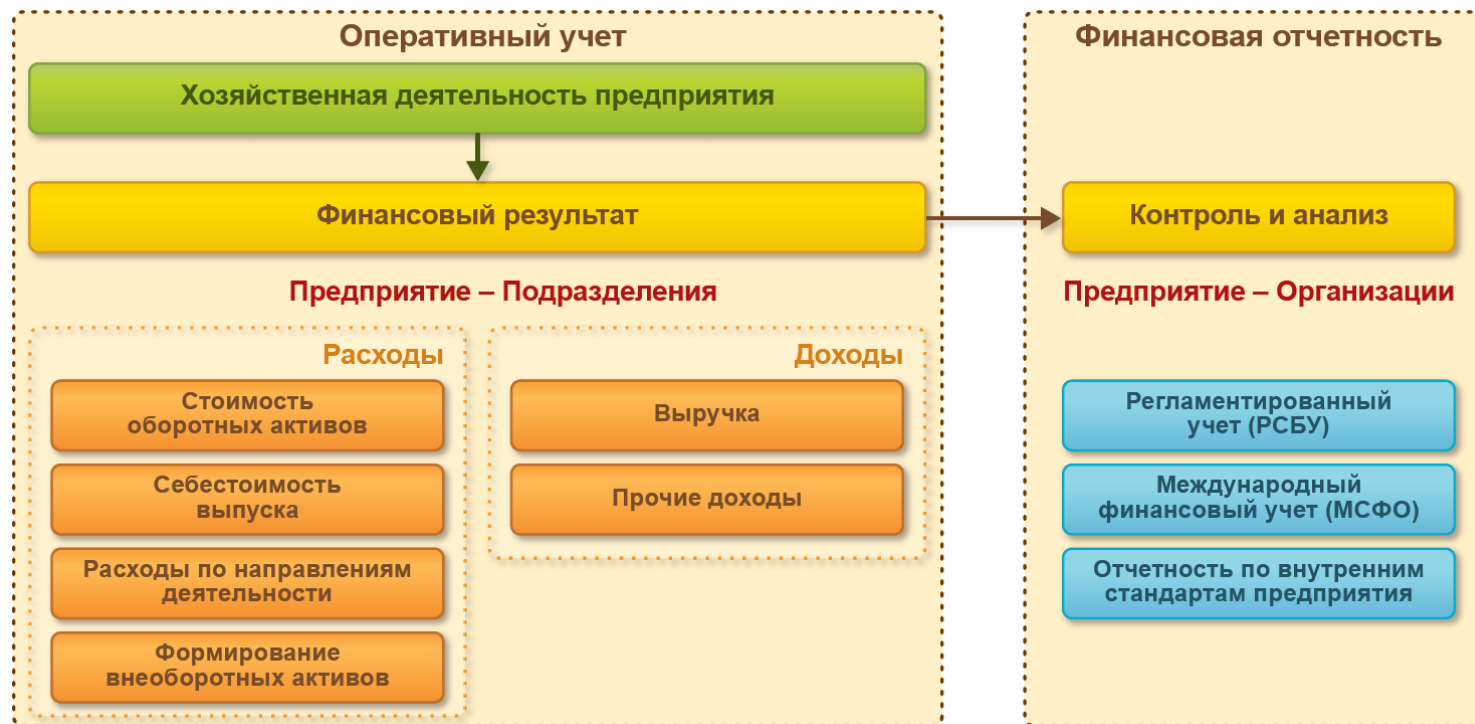 Оперативный учет
Хозяйственная деятельность предприятия
Финансовый результат
Предприятие – Подразделения
Расходы
Стоимость
оборотных активов
Себестоимость
выпуска
Расходы по направлениям
деятельности
Формирование
внеоборотных активов
Доходы
Выручка
Прочие доходы
Финансовая отчетность
Контроль и анализ
Предприятие – Организации
Регламентированный
учет (РСБУ)
Международный
финансовый учет (МСФО)
Отчетность по внутренним
стандартам предприятия